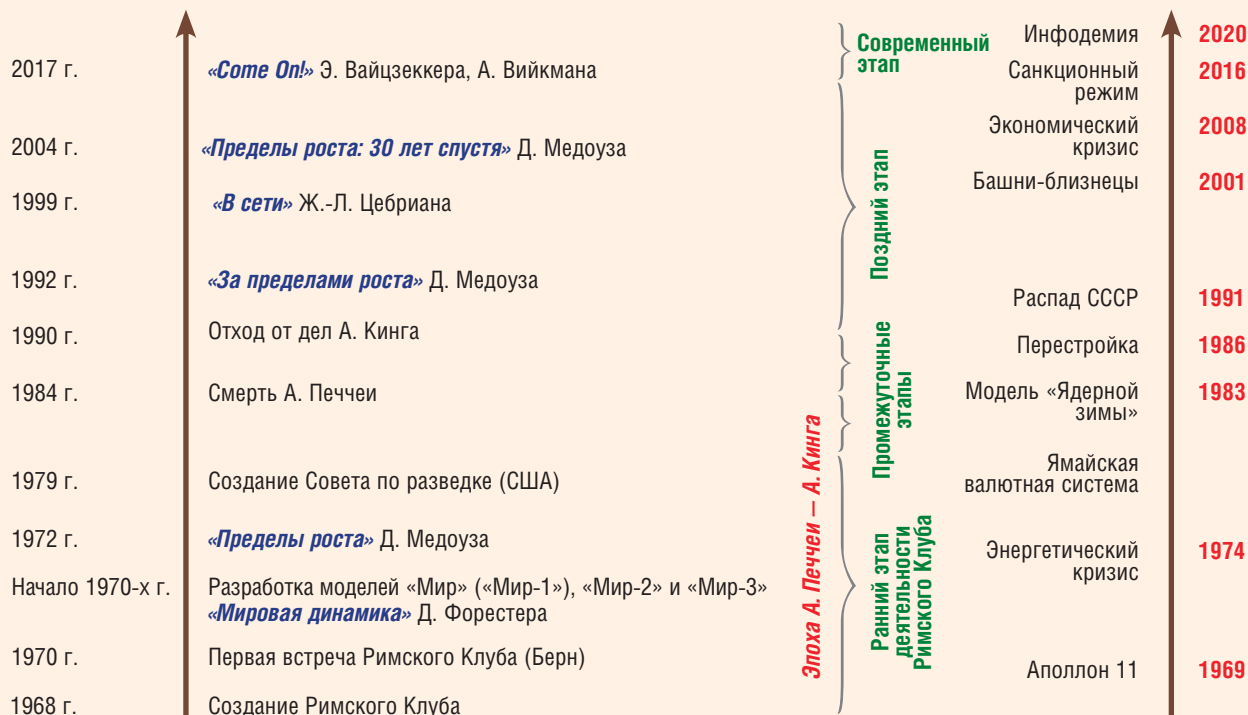 2017 г.
«Come On!» Э. Вайцзеккера, А. Вийкмана
2004 г.
«Пределы роста: 30 лет спустя» Д. Медоуза
1999 г.
«В сети» Ж.-Л. Цебриана
1992 г.
«За пределами роста» Д. Медоуза
1990 г.
Отход от дел А. Кинга
1984 г.
Смерть А. Печчеи
1979 г.
Создание Совета по разведке (США)
1972 г.
«Пределы роста» Д. Медоуза
Начало 1970-х г.
Разработка моделей «Мир» («Мир-1»), «Мир-2» и «Мир-3»
«Мировая динамика» Д. Форестера
1970 г.
Первая встреча Римского Клуба (Берн)
1968 г.
Создание Римского Клуба
Эпоха А. Печчеи – А. Кинга
Современный
этап
Поздний этап
Промежуточные
этапы
Ранний этап
деятельности
Римского Клуба
Инфодемия
2020
Санкционный
режим
2016
Экономический
кризис
2008
Башни-близнецы
2001
Распад СССР
1991
Перестройка
1986
Модель «Ядерной
зимы»
1983
Ямайская
валютная система
Энергетический
кризис
1974
Аполлон 11
1969